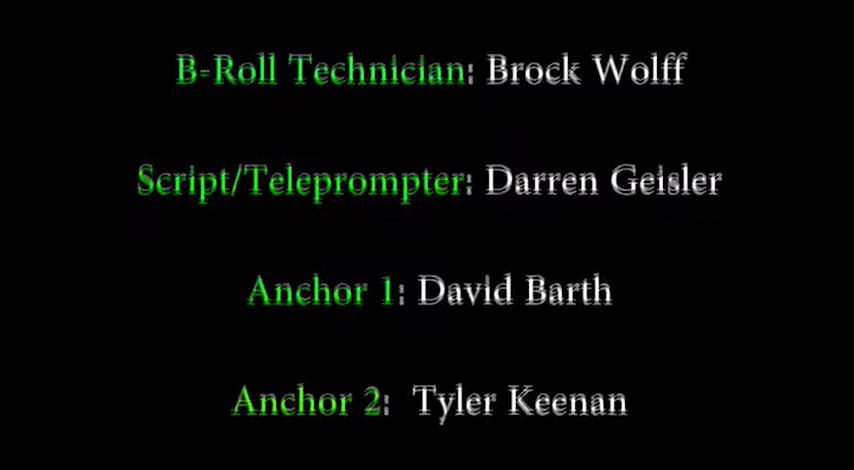 B-Roll Technician: Brock Wolff
Script/Teleprompter: Darren Geisler
Anchor 1: David Barth
Anchor 2: Tyler Keenan